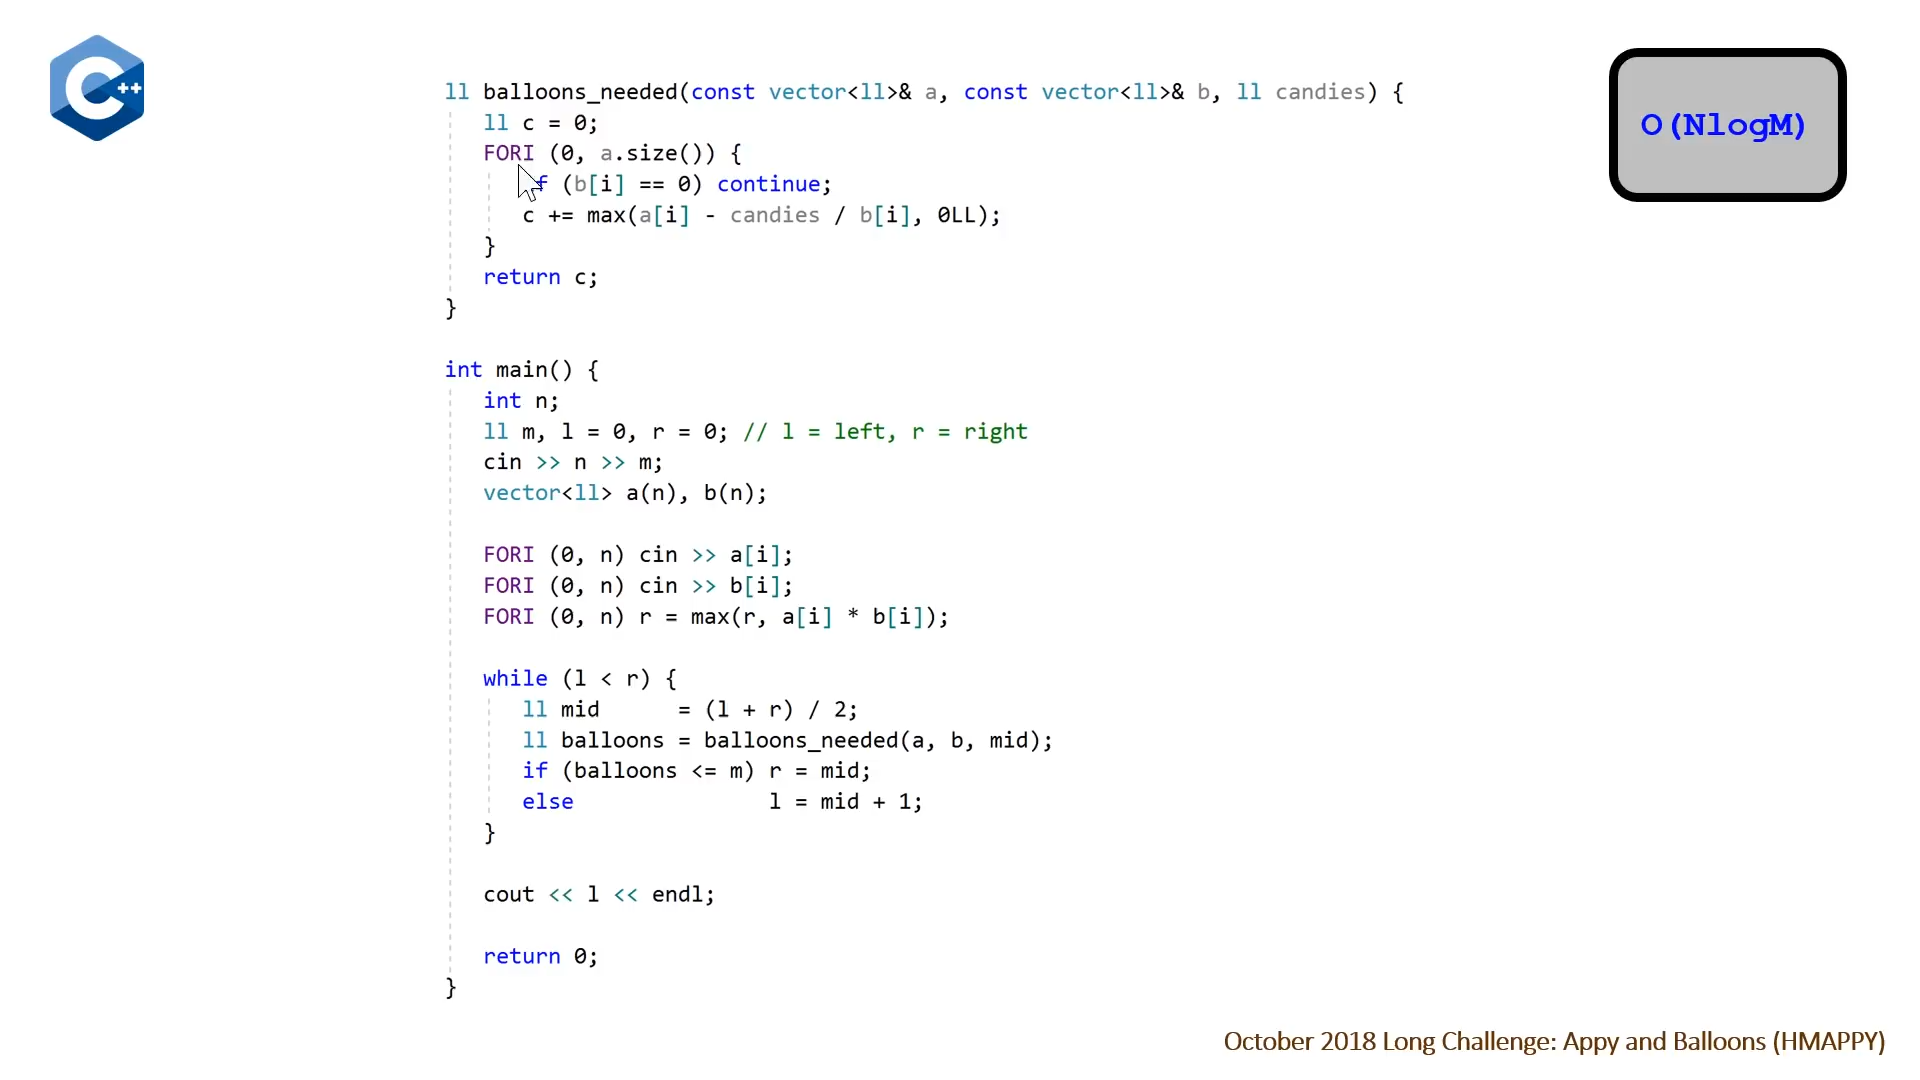 C++
O(NlogM)
ll balloons_needed(const vector<ll>& a, const vector<ll>& b, ll candies) {
   ll c = 0;
   FORI (0, a.size()) {
      if (b[i] == 0) continue;
      c += max(a[i] - candies / b[i], 0LL);
   }
   return c;
}
int main() {
   int n;
   ll m, l = 0, r = 0; // l = left, r = right
   cin >> n >> m;
   vector<ll> a(n), b(n);
   FORI (0, n) cin >> a[i];
   FORI (0, n) cin >> b[i];
   FORI (0, n) r = max(r, a[i] * b[i]);
   while (l < r) {
      ll mid      = (l + r) / 2;
      ll balloons = balloons_needed(a, b, mid);
      if (balloons <= m) r = mid;
      else               l = mid + 1;
   }
   cout << l << endl;
   return 0;
}
October 2018 Long Challenge: Appy and Balloons (HMAPPY)